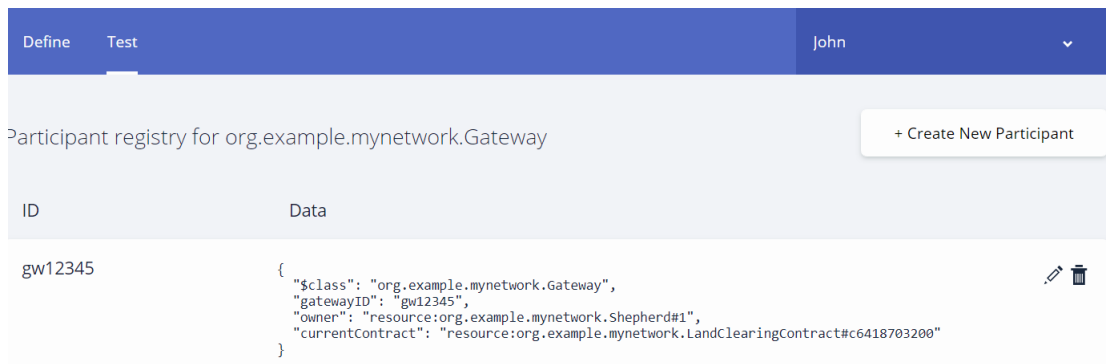 Define Test John
Participant registry for org.example.mynetwork.Gateway
+ Create New Participant
ID Data
gw12345
{
"$class": "org.example.mynetwork.Gateway",
"gatewayID": "gw12345",
"owner": "resource:org.example.mynetwork.Shepherd#1",
"currentContract": "resource:org.example.mynetwork.LandClearingContract#c6418703200"
}